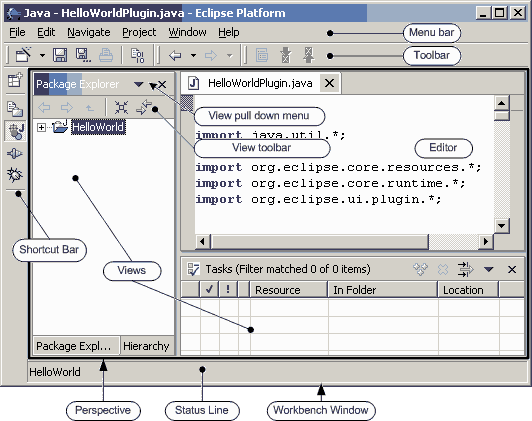 Java - HelloWorldPlugin.java - Eclipse Platform
File Edit Navigate Project Window Help
Menu bar
Toolbar
Package Explorer
HelloWorldPlugin.java
View pull down menu
HelloWorld
import java.util.*;
View toolbar
Editor
import org.eclipse.core.resources.*;
import org.eclipse.core.runtime.*;
import org.eclipse.ui.plugin.*;
Shortcut Bar
Views
Tasks (Filter matched 0 of 0 items)
! Resource In Folder Location
Package Expl... Hierarchy
HelloWorld
Perspective
Status Line
Workbench Window